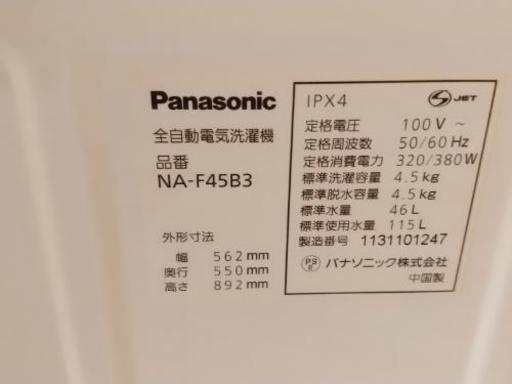 Panasonic
全自動電気洗濯機
品番
NA-F45B3
外形寸法
幅 562mm
奥行 550mm
高さ 892mm
IPX4 S JET
定格電圧 100V ~
定格周波数 50/60 Hz
定格消費電力 320/380W
標準洗濯容量 4.5kg
標準脱水容量 4.5kg
標準水量 46L
標準使用水量 115L
製造番号 1131101247
PS E パナソニック株式会社
中国製